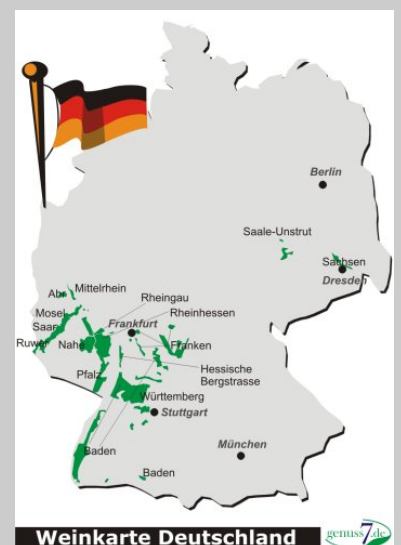 Berlin
Saale-Unstrut
Sachsen
Dresden
Ahr
Mittelrhein
Rheingau
Mosel
Saar
Ruwer
Rheinhessen
Frankfurt
Nahe
Franken
Hessische
Bergstrasse
Pfalz
Württemberg
Stuttgart
München
Baden
Baden
Weinkarte Deutschland
genuss7.de